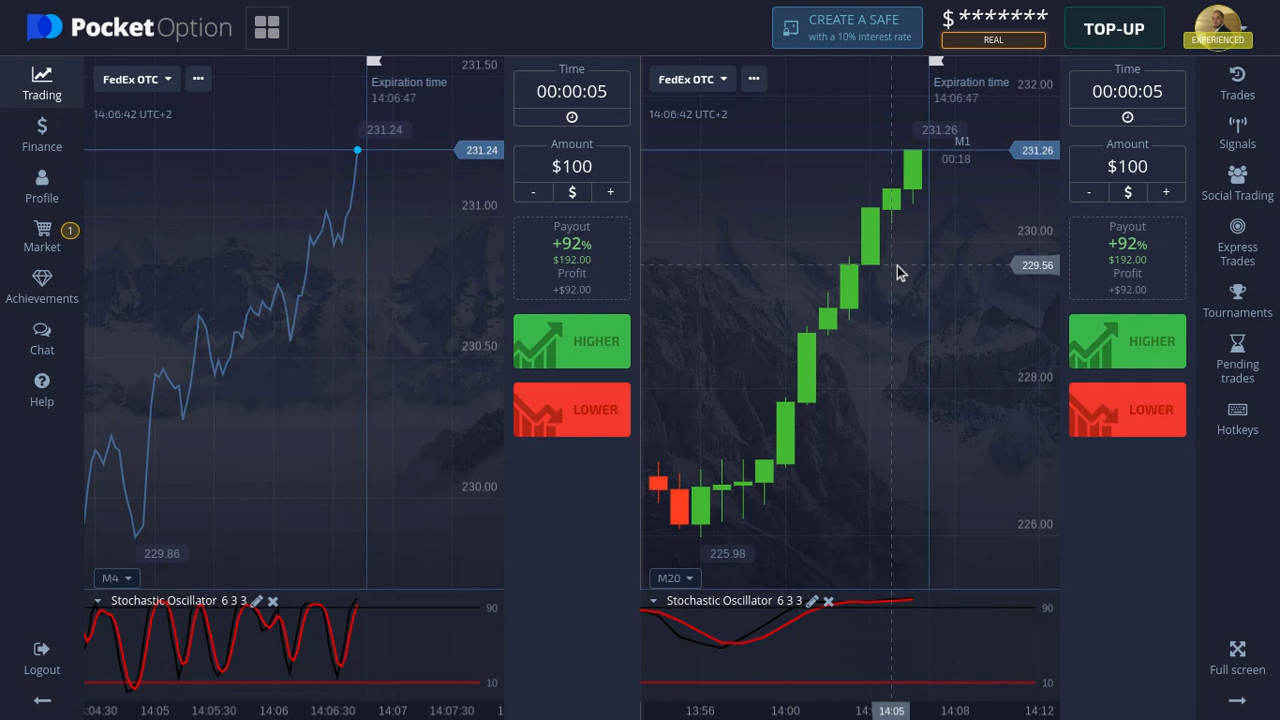 PocketOption
CREATE A SAFE
with a 10% interest rate
$ *******
REAL
TOP-UP
EXPERIENCED
Trading
Finance
Profile
Market
1
Achievements
Chat
Help
Logout
FedEx OTC
14:06:42 UTC+2
Expiration time
14:06:47
231.24
231.50
231.24
231.00
230.50
230.00
229.86
M4
Stochastic Oscillator 6 3 3
90
10
:04:30 14:05 14:05:30 14:06 14:06:30 14:07 14:07:30 1
Time
00:00:05
Amount
$100
- $ +
Payout
+92%
$192.00
Profit
+$92.00
HIGHER
LOWER
FedEx OTC
14:06:42 UTC+2
Expiration time
14:06:47
231.26
M1
00:18
232.00
231.26
230.00
229.56
228.00
226.00
225.98
M20
Stochastic Oscillator 6 3 3
90
10
13:56 14:00 14: 14:05 14:08 14:12
Time
00:00:05
Amount
$100
- $ +
Payout
+92%
$192.00
Profit
+$92.00
HIGHER
LOWER
Trades
Signals
Social Trading
Express
Trades
Tournaments
Pending
trades
Hotkeys
Full screen